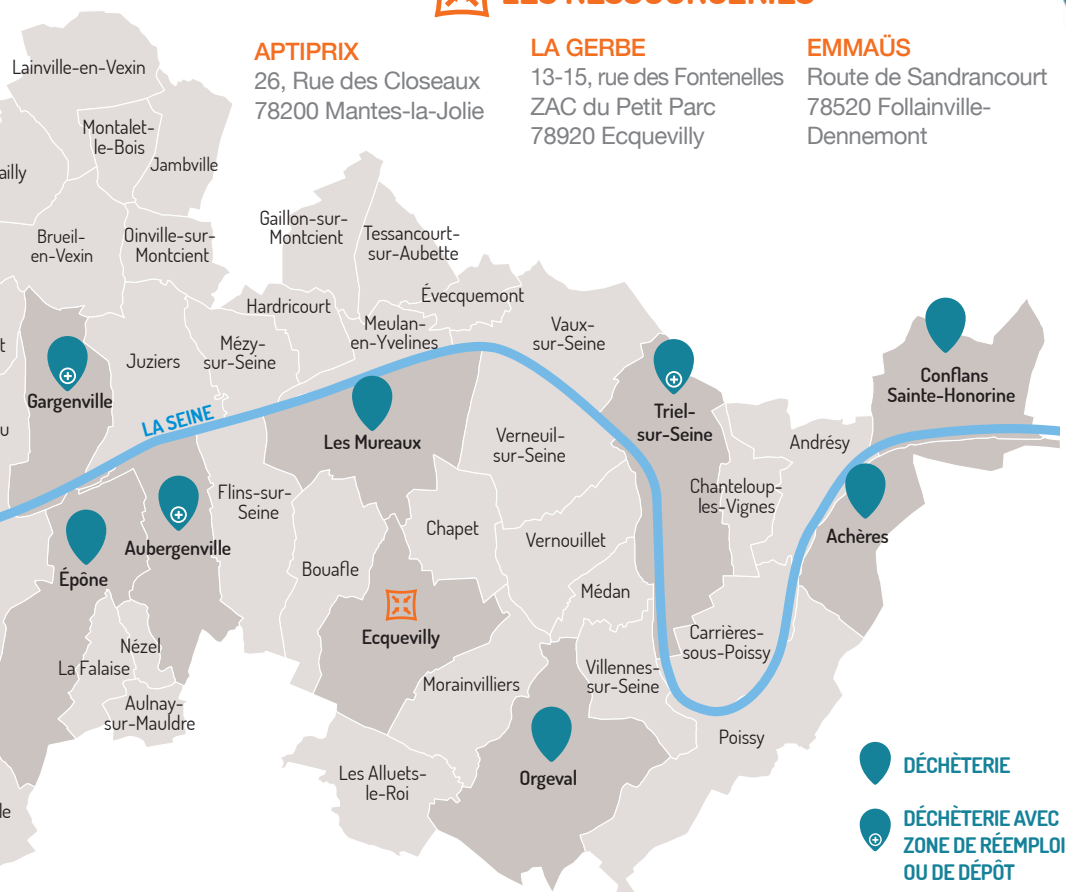 LES RESSOURSERIES
APTIPRIX
26, Rue des Closeaux
78200 Mantes-la-Jolie
LA GERBE
13-15, rue des Fontenelles
ZAC du Petit Parc
78920 Ecquevilly
EMMAÜS
Route de Sandrancourt
78520 Follainville-
Dennemont
Lainville-en-Vexin
Montalet-
le-Bois
Jambville
ailly
Brueil-
en-Vexin
Oinville-sur-
Montcient
Gaillon-sur-
Montcient
Tessancourt-
sur-Aubette
Évecquemont
Hardricourt
Meulan-
en-Yvelines
Vaux-
sur-Seine
Mézy-
sur-Seine
Juziers
t
Gargenville
u
LA SEINE
Les Mureaux
Verneuil-
sur-Seine
Triel-
sur-Seine
Conflans
Sainte-Honorine
Andrésy
Chanteloup-
les-Vignes
Achères
Flins-sur-
Seine
Aubergenville
Épône
Chapet
Vernouillet
Bouafle
Médan
Ecquevilly
Carrières-
sous-Poissy
Nézel
La Falaise
Aulnay-
sur-Mauldre
Morainvilliers
Villennes-
sur-Seine
Poissy
Orgeval
Les Alluets-
le-Roi
le
DÉCHÈTERIE
DÉCHÈTERIE AVEC
ZONE DE RÉEMPLOI
OU DE DÉPÔT